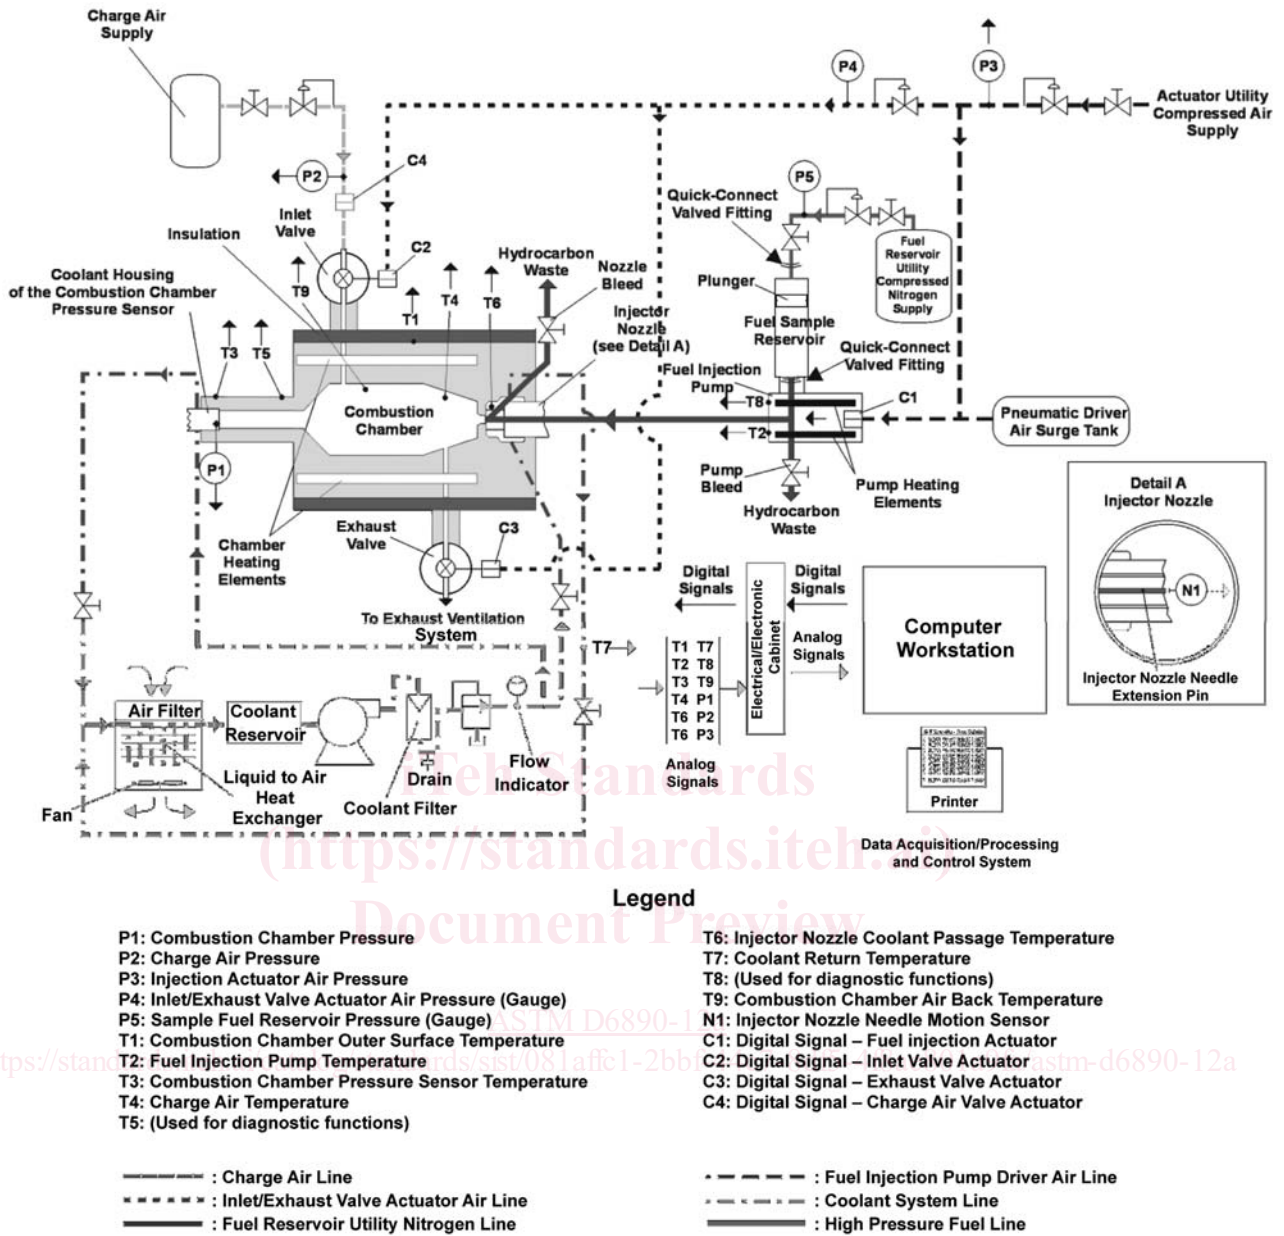 Charge Air
Supply
P4
P3
Actuator Utility
Compressed Air
Supply
P2
C4
P5
Quick-Connect
Valved Fitting
Inlet
Valve
Insulation
C2
Hydrocarbon
Waste
Nozzle
Bleed
Fuel
Reservoir
Utility
Compressed
Nitrogen
Supply
Coolant Housing
of the Combustion Chamber
Pressure Sensor
T9
T1
T4
T6
Plunger
Injector
Nozzle
(see Detail A)
Fuel Sample
Reservoir
T3
T5
Quick-Connect
Valved Fitting
Fuel Injection
Pump
T8
C1
Combustion
Chamber
Pneumatic Driver
Air Surge Tank
T2
P1
Pump
Bleed
Pump Heating
Elements
Detail A
Injector Nozzle
Hydrocarbon
Waste
Exhaust
Valve
C3
Chamber
Heating
Elements
Digital
Signals
Digital
Signals
Electrical/Electronic
Cabinet
N1
To Exhaust Ventilation
System
T7
T1 T7
T2 T8
T3 T9
T4 P1
T6 P2
T6 P3
Analog
Signals
Analog
Signals
Computer
Workstation
Injector Nozzle Needle
Extension Pin
Air Filter
Coolant
Reservoir
Liquid to Air
Heat
Exchanger
Fan
Drain
Coolant Filter
Flow
Indicator
Printer
Data Acquisition/Processing
and Control System
iTeh Standards
(https://standards.iteh.ai)
Document Preview
Legend
P1: Combustion Chamber Pressure
P2: Charge Air Pressure
P3: Injection Actuator Air Pressure
P4: Inlet/Exhaust Valve Actuator Air Pressure (Gauge)
P5: Sample Fuel Reservoir Pressure (Gauge)
T1: Combustion Chamber Outer Surface Temperature
T2: Fuel Injection Pump Temperature
T3: Combustion Chamber Pressure Sensor Temperature
T4: Charge Air Temperature
T5: (Used for diagnostic functions)
T6: Injector Nozzle Coolant Passage Temperature
T7: Coolant Return Temperature
T8: (Used for diagnostic functions)
T9: Combustion Chamber Air Back Temperature
N1: Injector Nozzle Needle Motion Sensor
C1: Digital Signal – Fuel injection Actuator
C2: Digital Signal – Inlet Valve Actuator
C3: Digital Signal – Exhaust Valve Actuator
C4: Digital Signal – Charge Air Valve Actuator
ASTM D6890-12a
: Charge Air Line
: Inlet/Exhaust Valve Actuator Air Line
: Fuel Reservoir Utility Nitrogen Line
: Fuel Injection Pump Driver Air Line
: Coolant System Line
: High Pressure Fuel Line